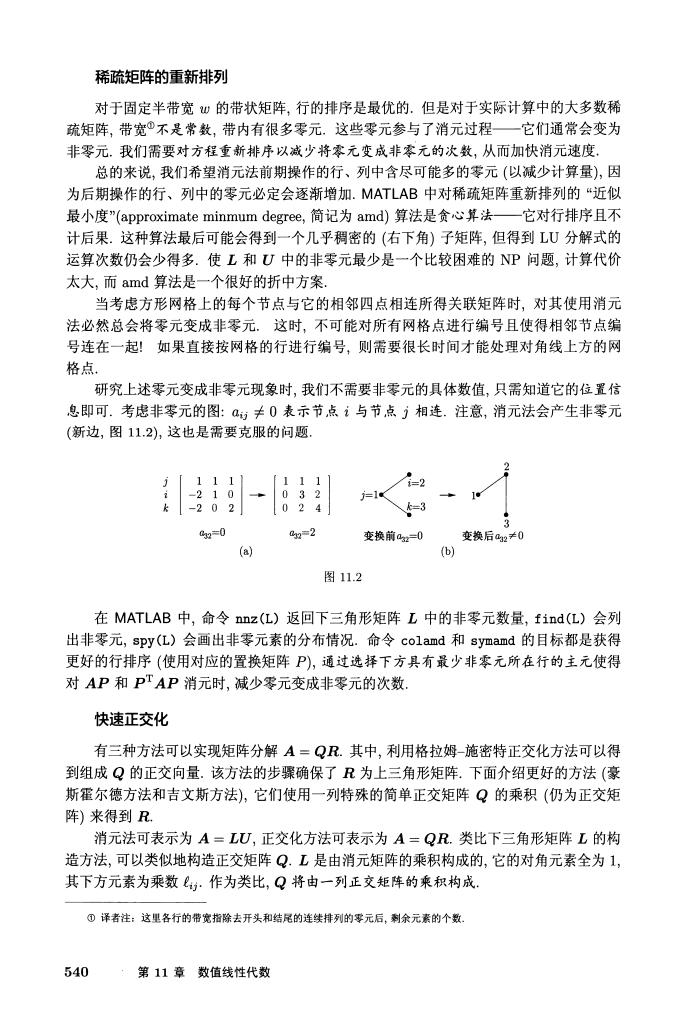 稀疏矩阵的重新排列
对于固定半带宽 w 的带状矩阵, 行的排序是最优的. 但是对于实际计算中的大多数稀
疏矩阵, 带宽①不是常数, 带内有很多零元. 这些零元参与了消元过程——它们通常会变为
非零元. 我们需要对方程重新排序以减少将零元变成非零元的次数, 从而加快消元速度.
总的来说, 我们希望消元法前期操作的行、列中含尽可能多的零元 (以减少计算量), 因
为后期操作的行、列中的零元必定会逐渐增加. MATLAB 中对稀疏矩阵重新排列的 “近似
最小度”(approximate minmum degree, 简记为 amd) 算法是贪心算法——它对行排序且不
计后果. 这种算法最后可能会得到一个几乎稠密的 (右下角) 子矩阵, 但得到 LU 分解式的
运算次数仍会少得多. 使 L 和 U 中的非零元最少是一个比较困难的 NP 问题, 计算代价
太大, 而 amd 算法是一个很好的折中方案.
当考虑方形网格上的每个节点与它的相邻四点相连所得关联矩阵时, 对其使用消元
法必然总会将零元变成非零元. 这时, 不可能对所有网格点进行编号且使得相邻节点编
号连在一起! 如果直接按网格的行进行编号, 则需要很长时间才能处理对角线上方的网
格点.
研究上述零元变成非零元现象时, 我们不需要非零元的具体数值, 只需知道它的位置信
息即可. 考虑非零元的图: aij ≠ 0 表示节点 i 与节点 j 相连. 注意, 消元法会产生非零元
(新边, 图 11.2), 这也是需要克服的问题.
j [ 1 1 1 ] [ 1 1 1 ]
i [ −2 1 0 ] → [ 0 3 2 ]
k [ −2 0 2 ] [ 0 2 4 ]
a32=0 a32=2
(a)
j=1 i=2 k=3 → 1 2 3
变换前a32=0 变换后a32≠0
(b)
图 11.2
在 MATLAB 中, 命令 nnz(L) 返回下三角形矩阵 L 中的非零元数量, find(L) 会列
出非零元, spy(L) 会画出非零元素的分布情况. 命令 colamd 和 symamd 的目标都是获得
更好的行排序 (使用对应的置换矩阵 P), 通过选择下方具有最少非零元所在行的主元使得
对 AP 和 PᵀAP 消元时, 减少零元变成非零元的次数.
快速正交化
有三种方法可以实现矩阵分解 A = QR. 其中, 利用格拉姆–施密特正交化方法可以得
到组成 Q 的正交向量. 该方法的步骤确保了 R 为上三角形矩阵. 下面介绍更好的方法 (豪
斯霍尔德方法和吉文斯方法), 它们使用一列特殊的简单正交矩阵 Q 的乘积 (仍为正交矩
阵) 来得到 R.
消元法可表示为 A = LU, 正交化方法可表示为 A = QR. 类比下三角形矩阵 L 的构
造方法, 可以类似地构造正交矩阵 Q. L 是由消元矩阵的乘积构成的, 它的对角元素全为 1,
其下方元素为乘数 ℓij. 作为类比, Q 将由一列正交矩阵的乘积构成.
① 译者注：这里各行的带宽指除去开头和结尾的连续排列的零元后, 剩余元素的个数.
540 第 11 章 数值线性代数